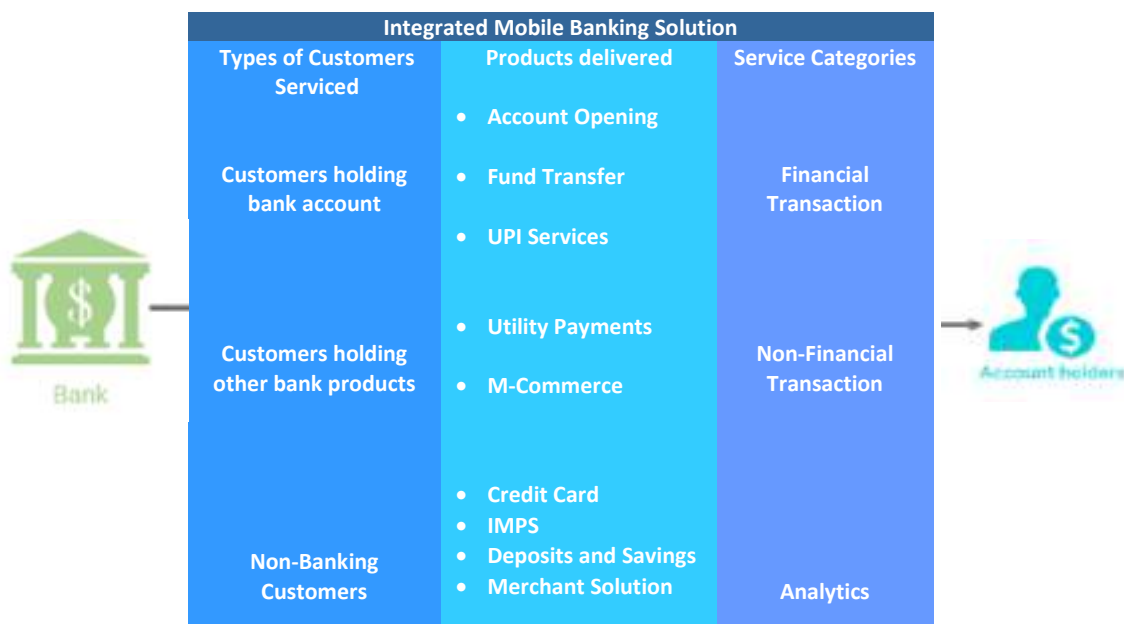 Integrated Mobile Banking Solution
Types of Customers
Serviced
Customers holding
bank account
Customers holding
other bank products
Non-Banking
Customers
Products delivered
• Account Opening
• Fund Transfer
• UPI Services
• Utility Payments
• M-Commerce
• Credit Card
• IMPS
• Deposits and Savings
• Merchant Solution
Service Categories
Financial
Transaction
Non-Financial
Transaction
Analytics
Bank
Account holders